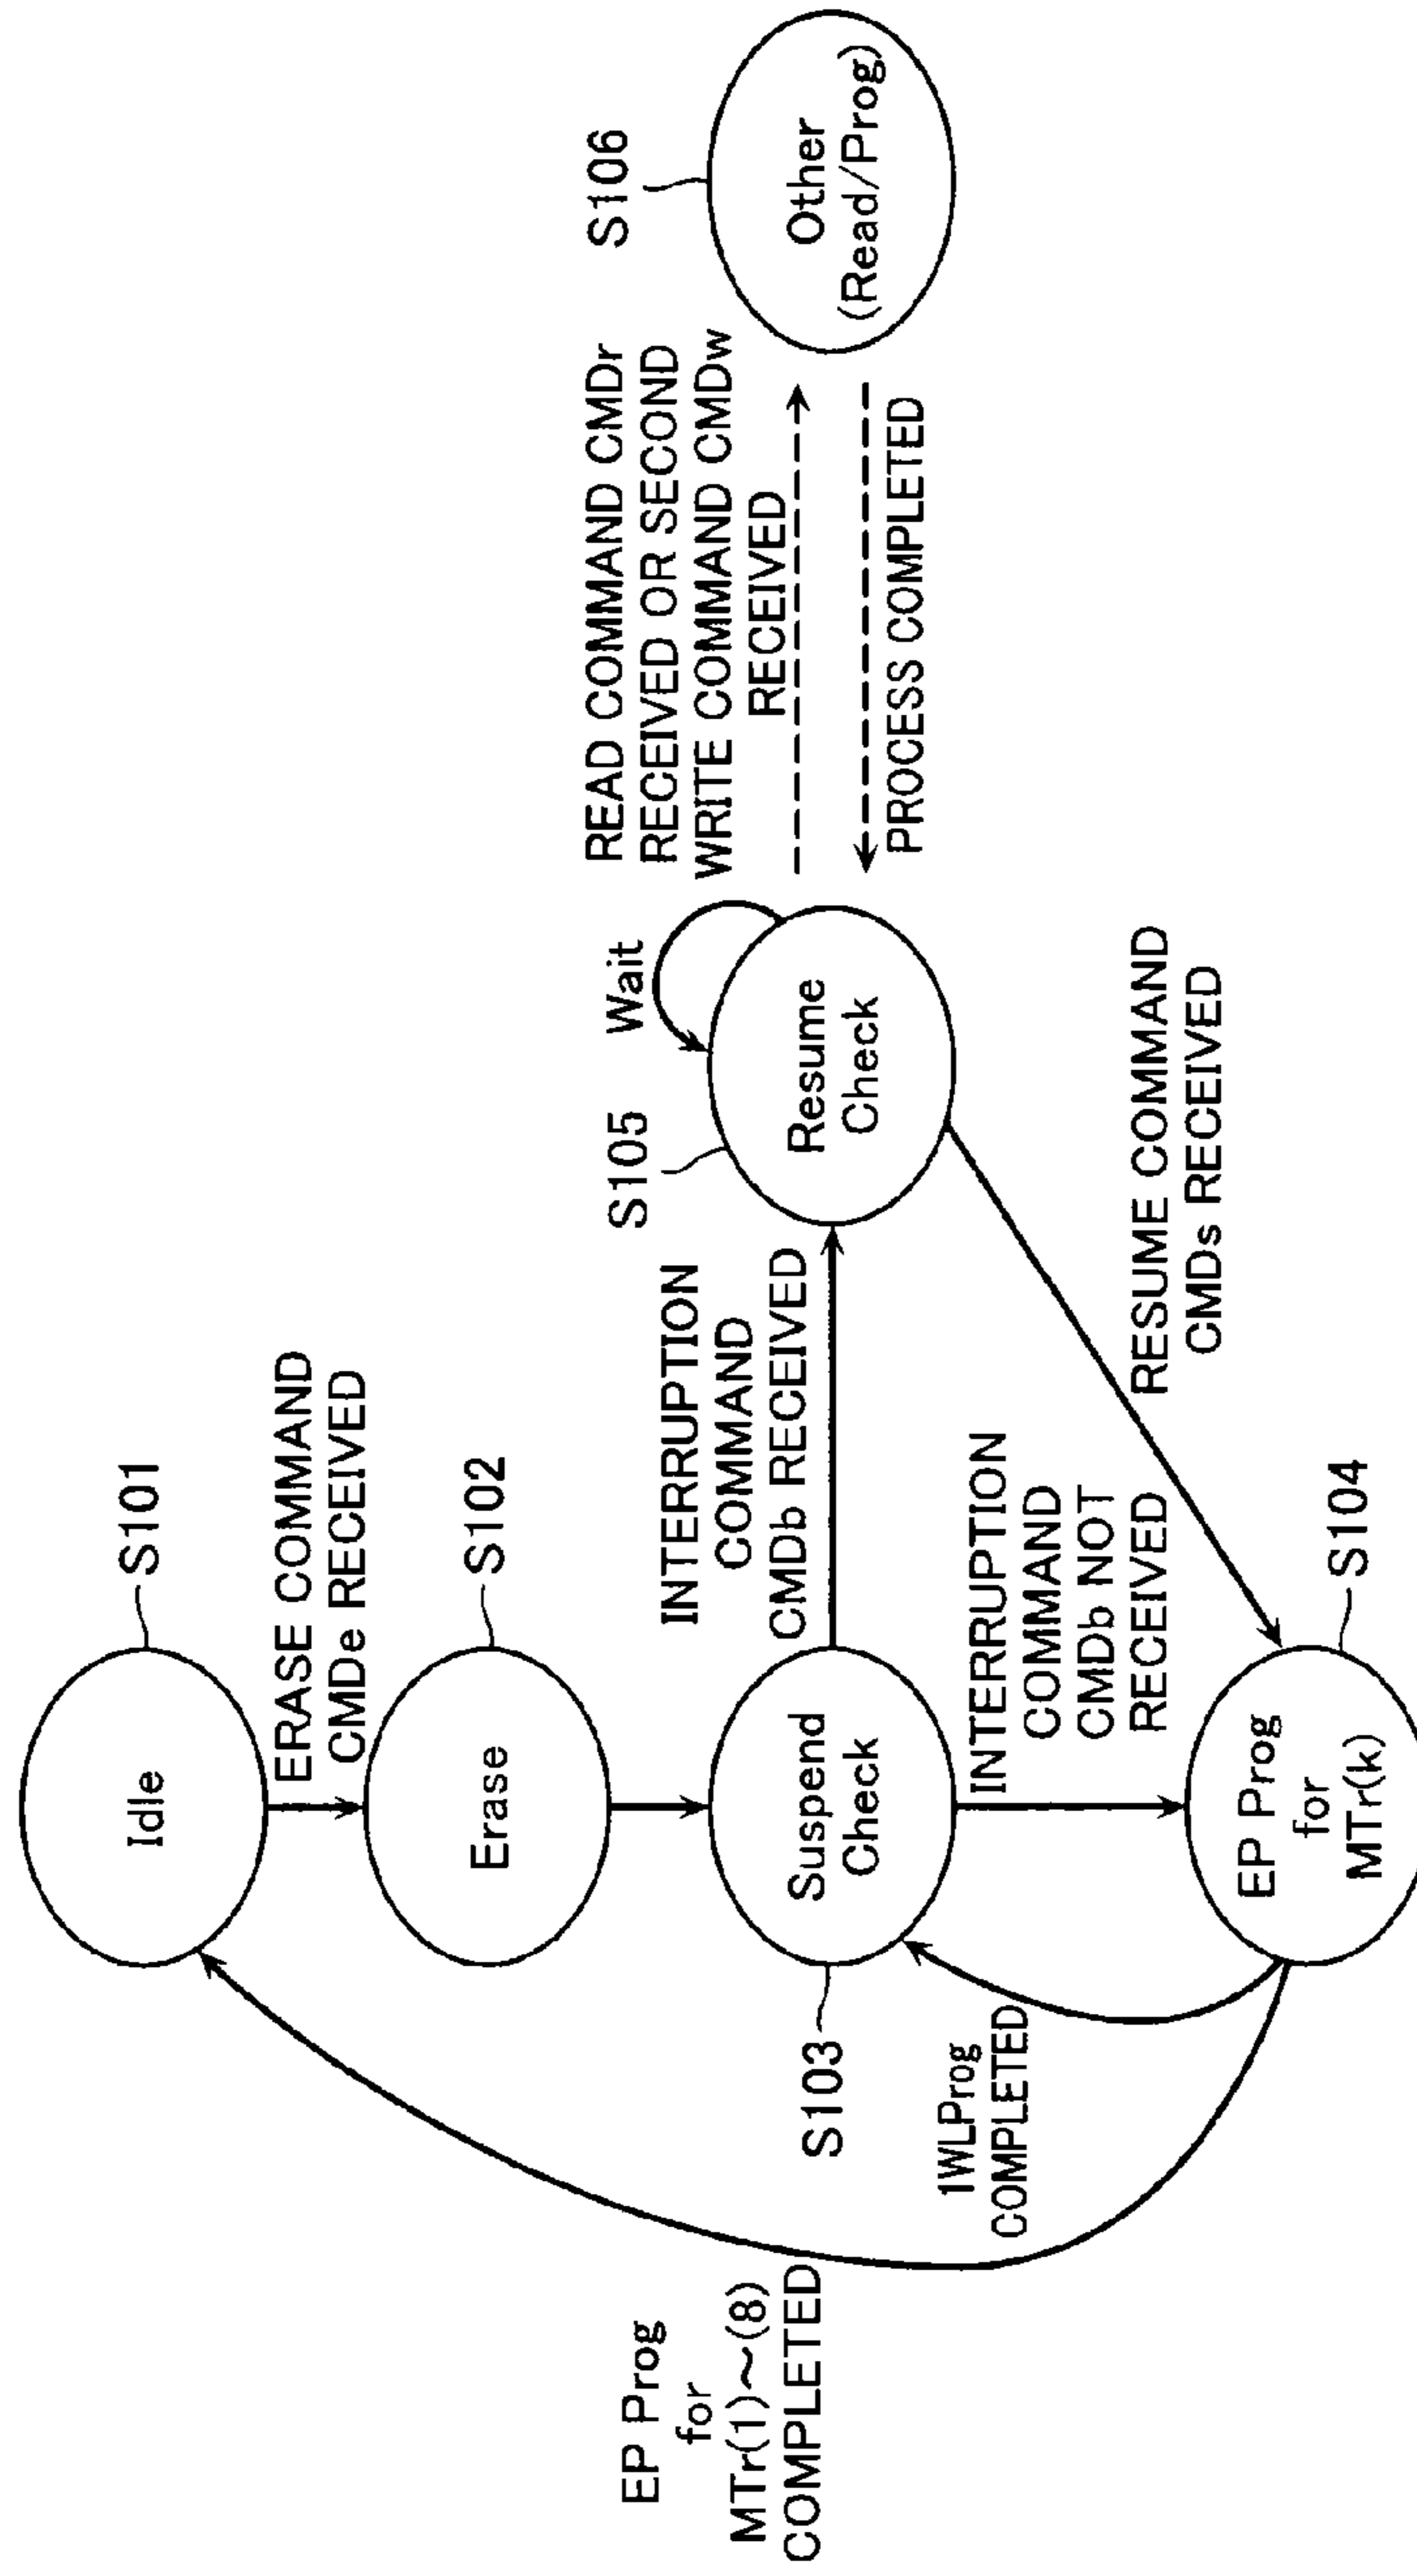 Idle
S101
ERASE COMMAND
CMDe RECEIVED
Erase
S102
Suspend
Check
S103
INTERRUPTION
COMMAND
CMDb RECEIVED
INTERRUPTION
COMMAND
CMDb NOT
RECEIVED
EP Prog
for
MTr(k)
S104
1WLProg
COMPLETED
EP Prog
for
MTr(1)~(8)
COMPLETED
Resume
Check
S105
Wait
RESUME COMMAND
CMDs RECEIVED
READ COMMAND CMDr
RECEIVED OR SECOND
WRITE COMMAND CMDw
RECEIVED
PROCESS COMPLETED
Other
(Read/Prog)
S106